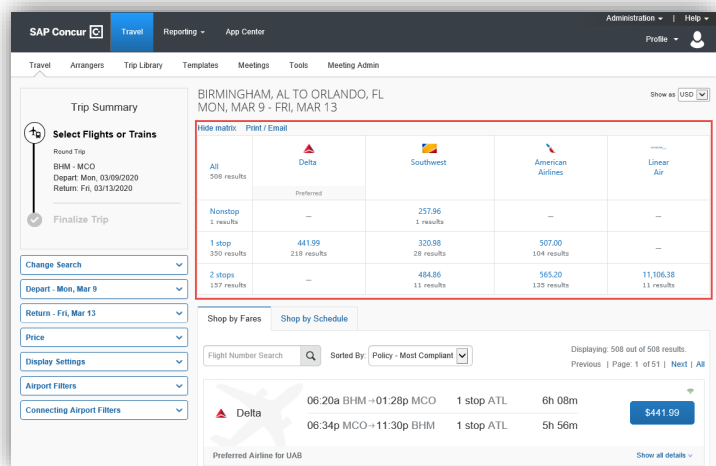 Administration | Help
SAP Concur C Travel Reporting App Center
Profile
Travel Arrangers Trip Library Templates Meetings Tools Meeting Admin
Trip Summary
Select Flights or Trains
Round Trip
BHM - MCO
Depart: Mon, 03/09/2020
Return: Fri, 03/13/2020
Finalize Trip
Change Search
Depart - Mon, Mar 9
Return - Fri, Mar 13
Price
Display Settings
Airport Filters
Connecting Airport Filters
BIRMINGHAM, AL TO ORLANDO, FL
MON, MAR 9 - FRI, MAR 13
Show as USD
Hide matrix Print / Email
All
508 results
Delta
Preferred
Southwest
American
Airlines
Linear
Air
Nonstop — 257.96 — —
1 results 1 results
1 stop 441.99 320.98 507.00 —
350 results 218 results 28 results 104 results
2 stops — 484.86 565.20 11,106.38
157 results 11 results 135 results 11 results
Shop by Fares Shop by Schedule
Flight Number Search Sorted By: Policy - Most Compliant
Displaying: 508 out of 508 results.
Previous | Page: 1 of 51 | Next | All
Delta
06:20a BHM→01:28p MCO 1 stop ATL 6h 08m
06:34p MCO→11:30p BHM 1 stop ATL 5h 56m
$441.99
Preferred Airline for UAB Show all details